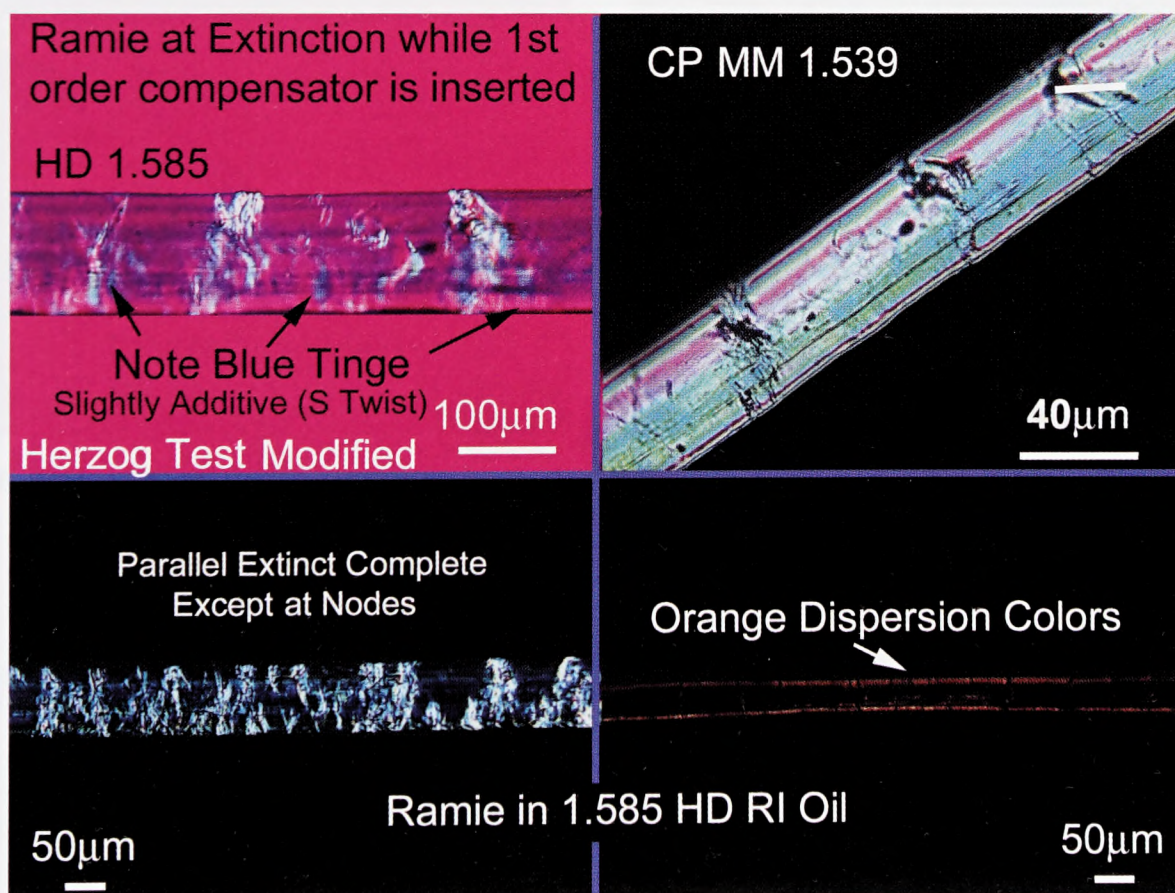 Ramie at Extinction while 1st
order compensator is inserted
HD 1.585
Note Blue Tinge
Slightly Additive (S Twist)
100µm
Herzog Test Modified
CP MM 1.539
40µm
Parallel Extinct Complete
Except at Nodes
Orange Dispersion Colors
Ramie in 1.585 HD RI Oil
50µm
50µm